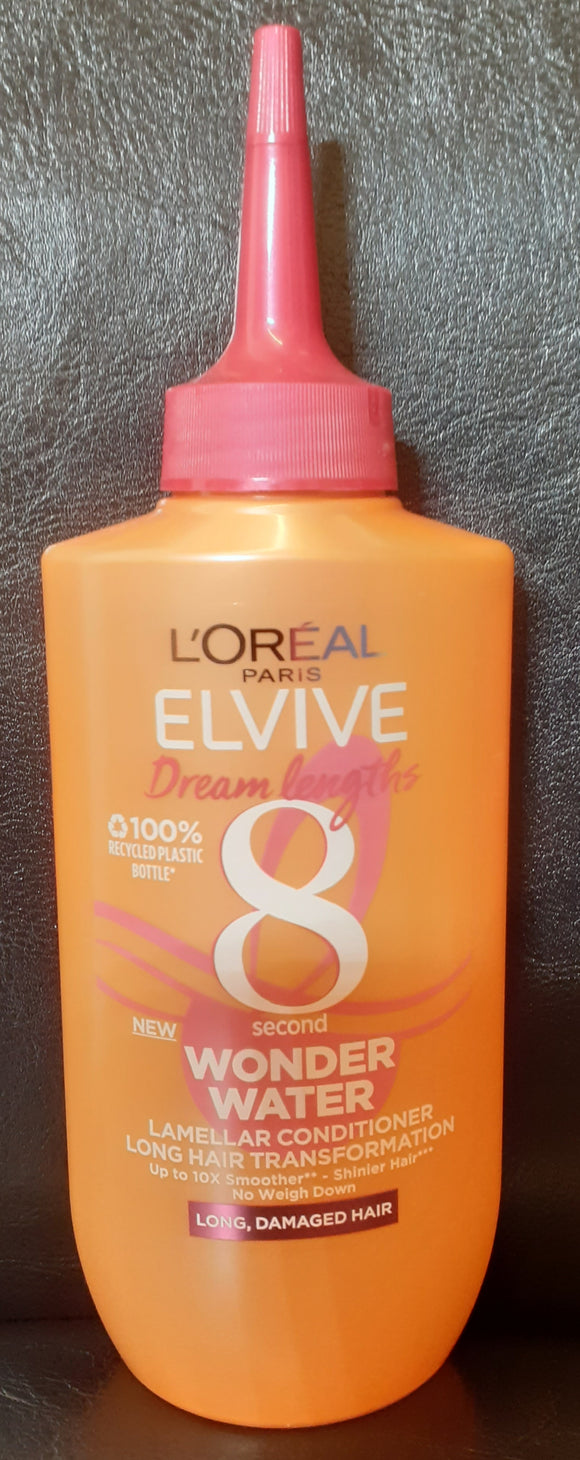 L'ORÉAL
PARIS
ELVIVE
Dream lengths
100%
RECYCLED PLASTIC
BOTTLE*
8
second
NEW
WONDER
WATER
LAMELLAR CONDITIONER
LONG HAIR TRANSFORMATION
Up to 10X Smoother** - Shinier Hair***
No Weigh Down
LONG, DAMAGED HAIR